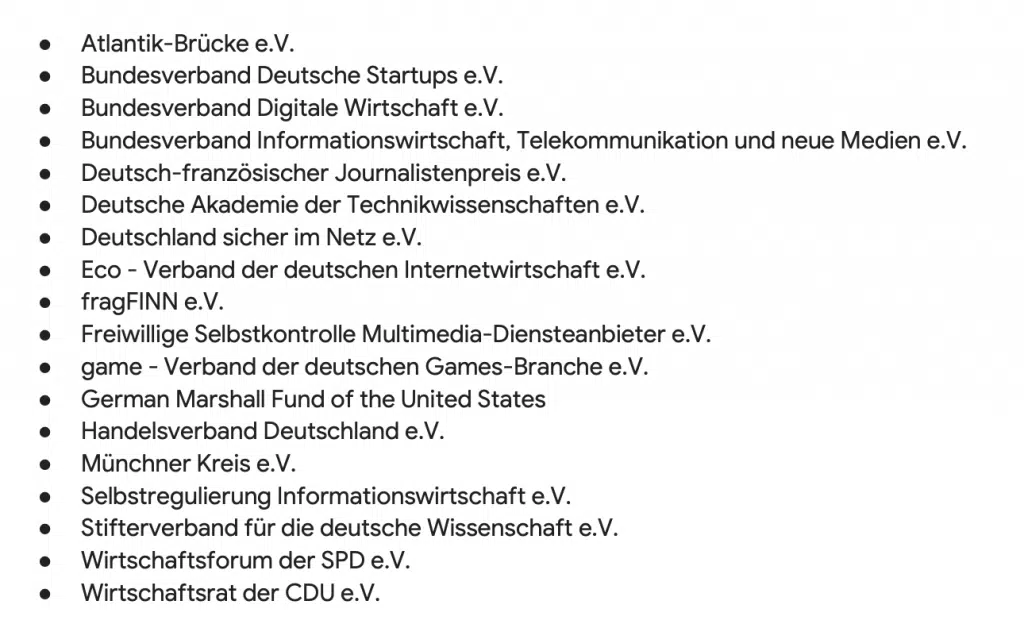 ● Atlantik-Brücke e.V.
● Bundesverband Deutsche Startups e.V.
● Bundesverband Digitale Wirtschaft e.V.
● Bundesverband Informationswirtschaft, Telekommunikation und neue Medien e.V.
● Deutsch-französischer Journalistenpreis e.V.
● Deutsche Akademie der Technikwissenschaften e.V.
● Deutschland sicher im Netz e.V.
● Eco - Verband der deutschen Internetwirtschaft e.V.
● fragFINN e.V.
● Freiwillige Selbstkontrolle Multimedia-Diensteanbieter e.V.
● game - Verband der deutschen Games-Branche e.V.
● German Marshall Fund of the United States
● Handelsverband Deutschland e.V.
● Münchner Kreis e.V.
● Selbstregulierung Informationswirtschaft e.V.
● Stifterverband für die deutsche Wissenschaft e.V.
● Wirtschaftsforum der SPD e.V.
● Wirtschaftsrat der CDU e.V.